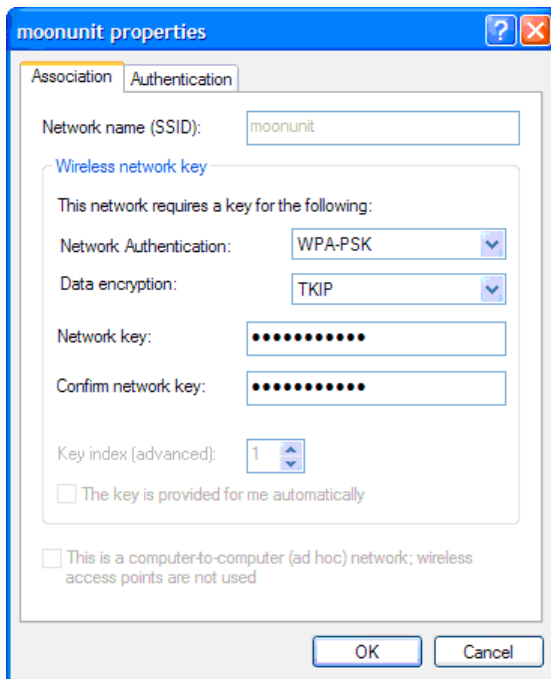 moonunit properties
Association Authentication
Network name (SSID): moonunit
Wireless network key
This network requires a key for the following:
Network Authentication: WPA-PSK
Data encryption: TKIP
Network key: •••••••••••
Confirm network key: •••••••••••
Key index (advanced): 1
The key is provided for me automatically
This is a computer-to-computer (ad hoc) network; wireless
access points are not used
OK Cancel